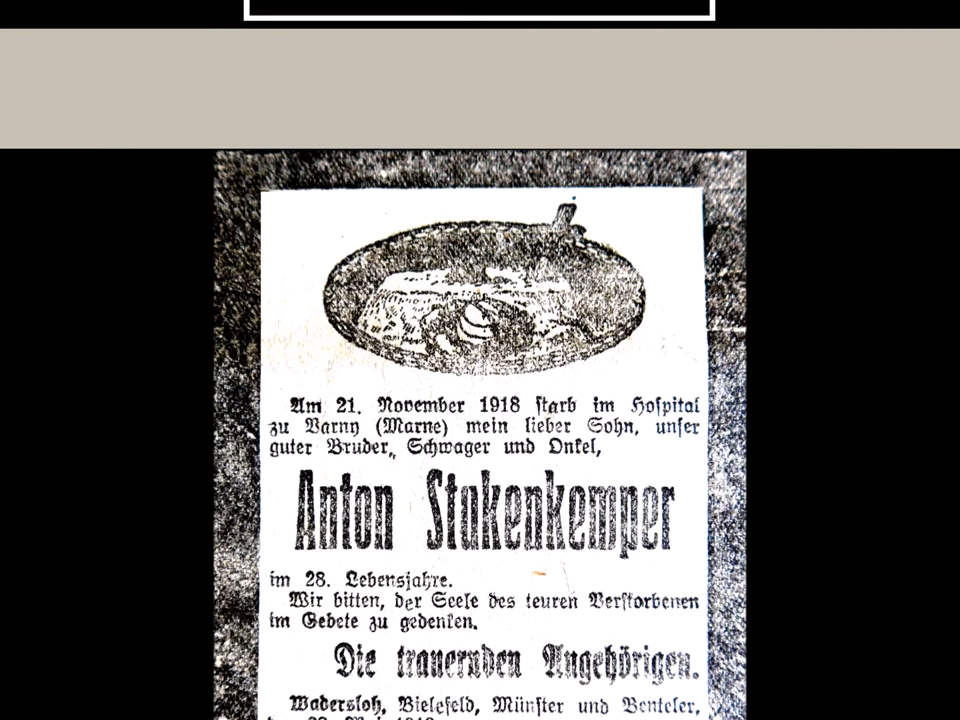 Am 21. November 1918 starb im Hospital
zu Varny (Marne) mein lieber Sohn, unser
guter Bruder,, Schwager und Onkel,
Anton Stukenkemper
im 28. Lebensjahre.
Wir bitten, der Seele des teuren Verstorbenen
im Gebete zu gedenken.
Die trauernden Angehörigen.
Wadersloh, Bielefeld, Münster und Benteler,